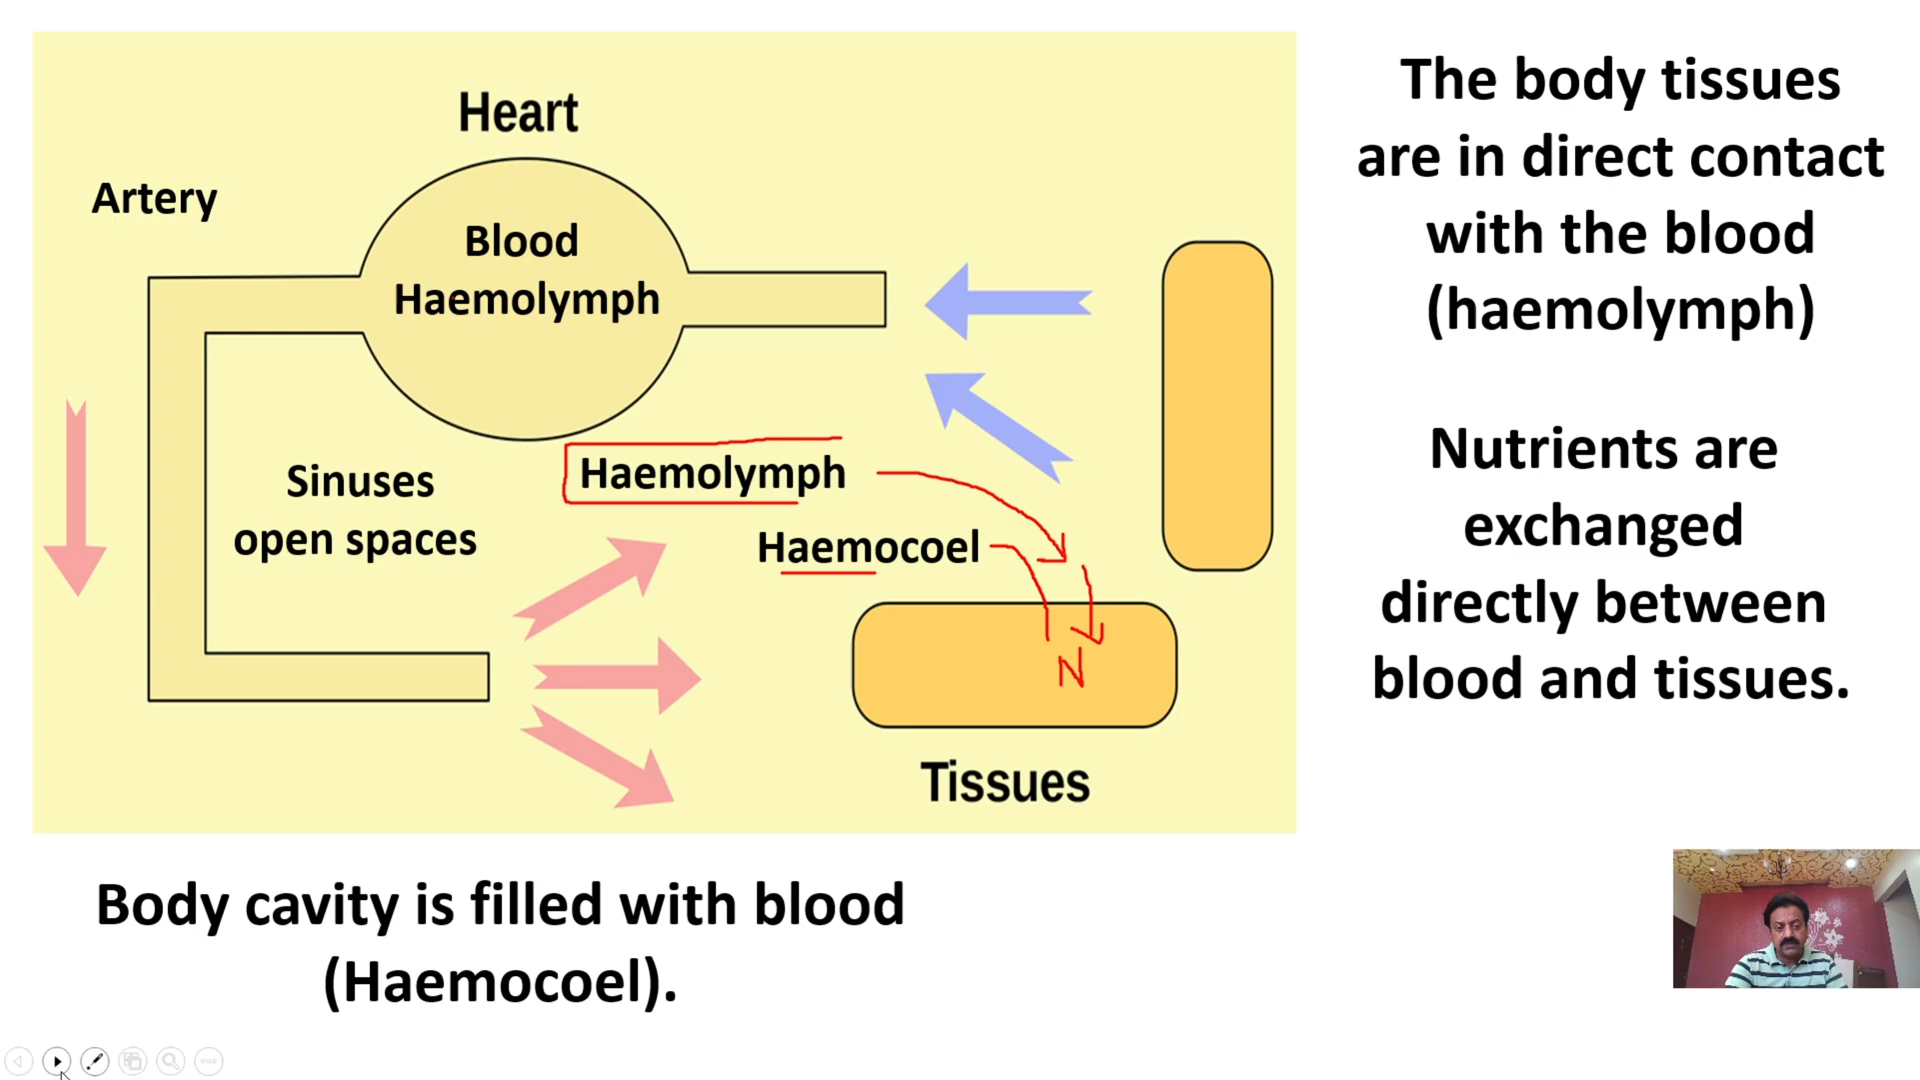 Heart
Artery
Blood
Haemolymph
Sinuses
open spaces
Haemolymph
Haemocoel
N
Tissues
The body tissues
are in direct contact
with the blood
(haemolymph)
Nutrients are
exchanged
directly between
blood and tissues.
Body cavity is filled with blood
(Haemocoel).